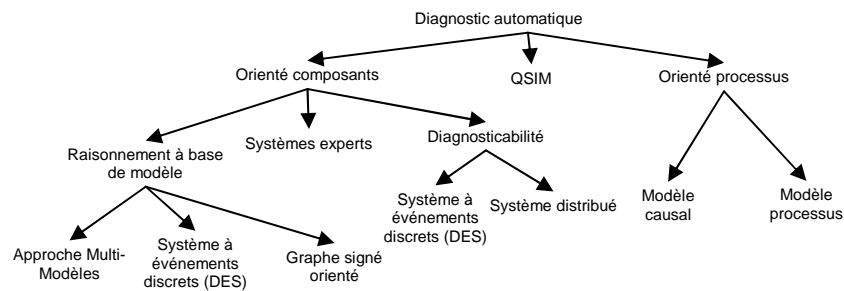 Diagnostic automatique
Orienté composants
QSIM
Orienté processus
Raisonnement à base
de modèle
Systèmes experts
Diagnosticabilité
Système à
événements
discrets (DES)
Système distribué
Modèle
causal
Modèle
processus
Approche Multi-
Modèles
Système à
événements
discrets (DES)
Graphe signé
orienté